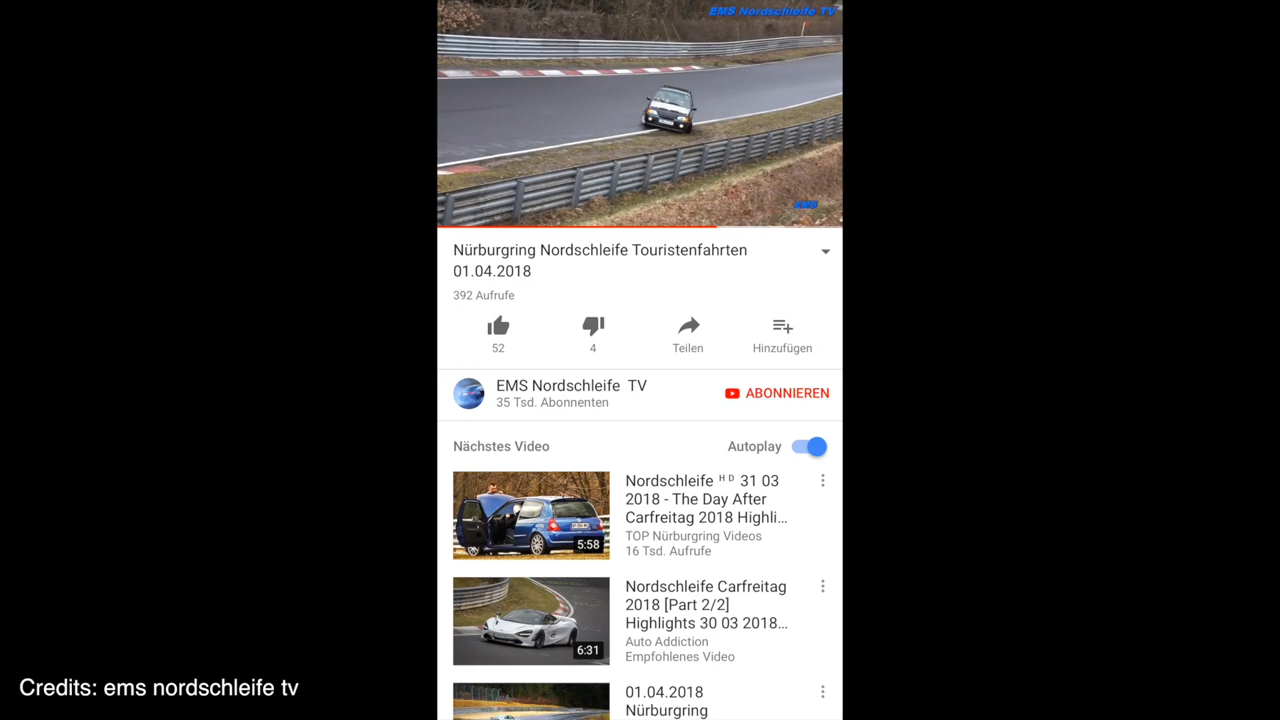 EMS Nordschleife TV
EMS
Nürburgring Nordschleife Touristenfahrten
01.04.2018
392 Aufrufe
52
4
Teilen
Hinzufügen
EMS Nordschleife TV
35 Tsd. Abonnenten
ABONNIEREN
Nächstes Video
Autoplay
5:58
Nordschleife ᴴ ᴰ 31 03
2018 - The Day After
Carfreitag 2018 Highli...
TOP Nürburgring Videos
16 Tsd. Aufrufe
6:31
Nordschleife Carfreitag
2018 [Part 2/2]
Highlights 30 03 2018...
Auto Addiction
Empfohlenes Video
01.04.2018
Nürburgring
Credits: ems nordschleife tv